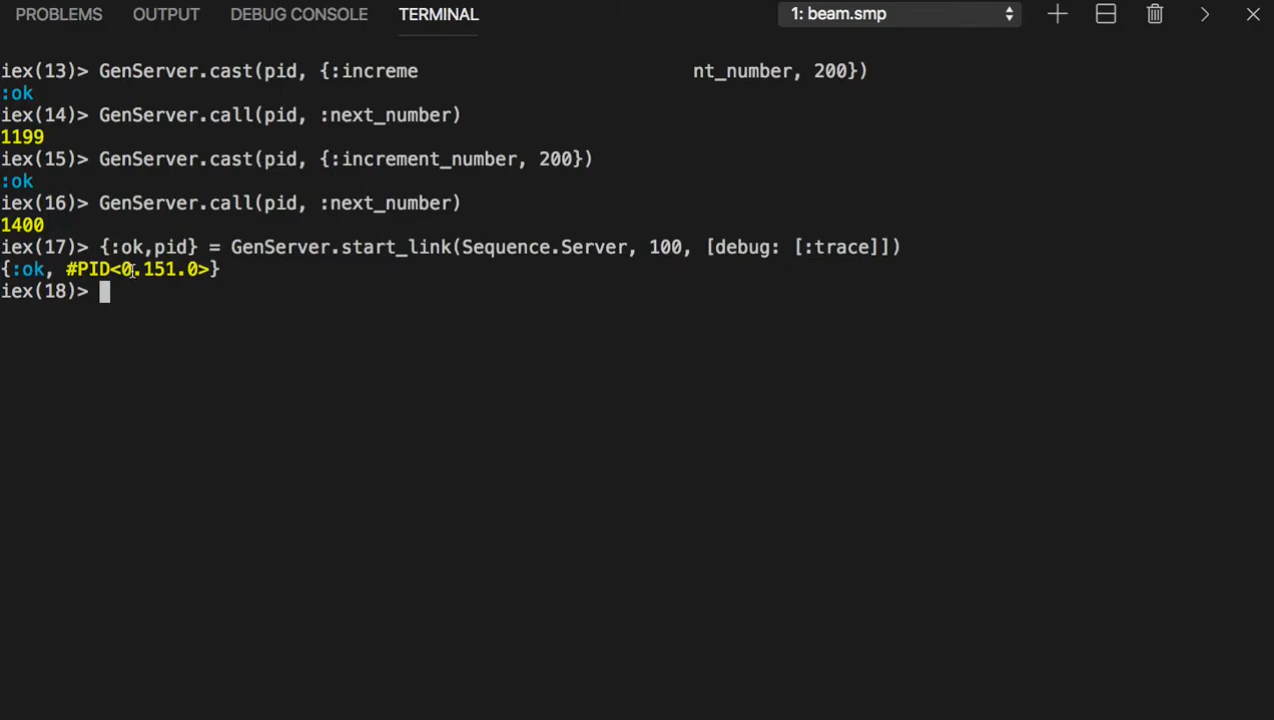 PROBLEMS OUTPUT DEBUG CONSOLE TERMINAL 1: beam.smp
iex(13)> GenServer.cast(pid, {:increme                         nt_number, 200})
:ok
iex(14)> GenServer.call(pid, :next_number)
1199
iex(15)> GenServer.cast(pid, {:increment_number, 200})
:ok
iex(16)> GenServer.call(pid, :next_number)
1400
iex(17)> {:ok,pid} = GenServer.start_link(Sequence.Server, 100, [debug: [:trace]])
{:ok, #PID<0.151.0>}
iex(18)>